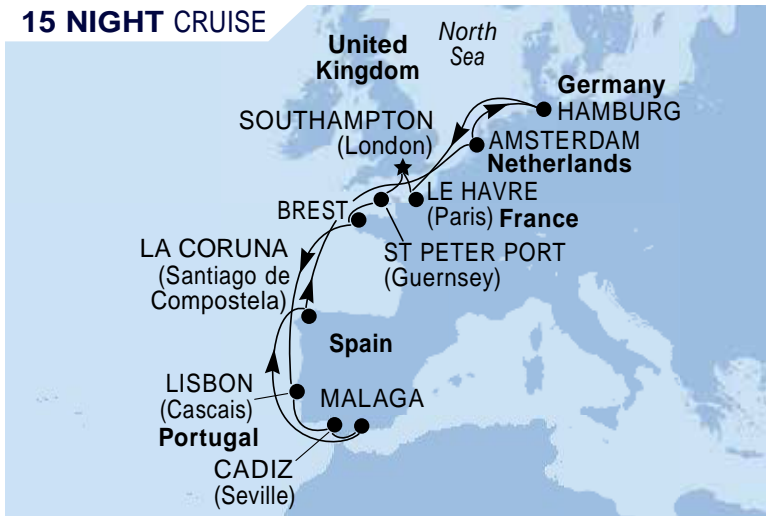 15 NIGHT CRUISE
North
Sea
United
Kingdom
Germany
HAMBURG
SOUTHAMPTON
(London)
AMSTERDAM
Netherlands
LE HAVRE
(Paris) France
BREST
ST PETER PORT
(Guernsey)
LA CORUNA
(Santiago de
Compostela)
Spain
LISBON
(Cascais)
Portugal
MALAGA
CADIZ
(Seville)